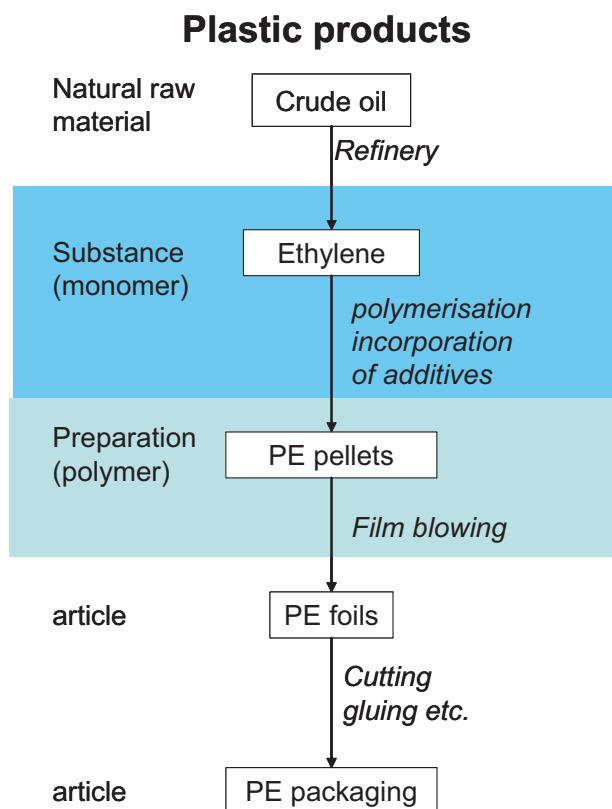 Plastic products
Natural raw
material
Crude oil
Refinery
Substance
(monomer)
Ethylene
polymerisation
incorporation
of additives
Preparation
(polymer)
PE pellets
Film blowing
article
PE foils
Cutting
gluing etc.
article
PE packaging